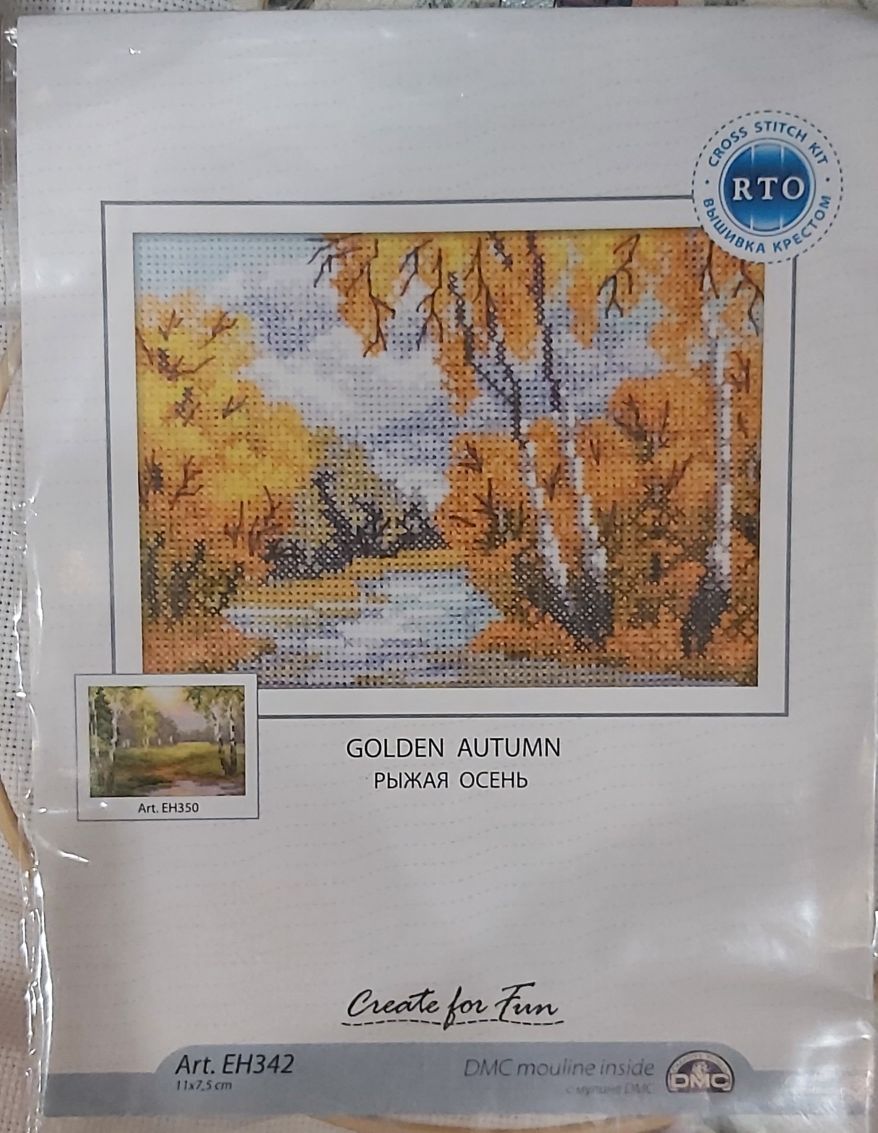 CROSS STITCH KIT
RTO
ВЫШИВКА КРЕСТОМ
GOLDEN AUTUMN
РЫЖАЯ ОСЕНЬ
Art. EH350
Create for Fun
Art. EH342
11x7,5 cm
DMC mouline inside
с мулине DMC
DMC